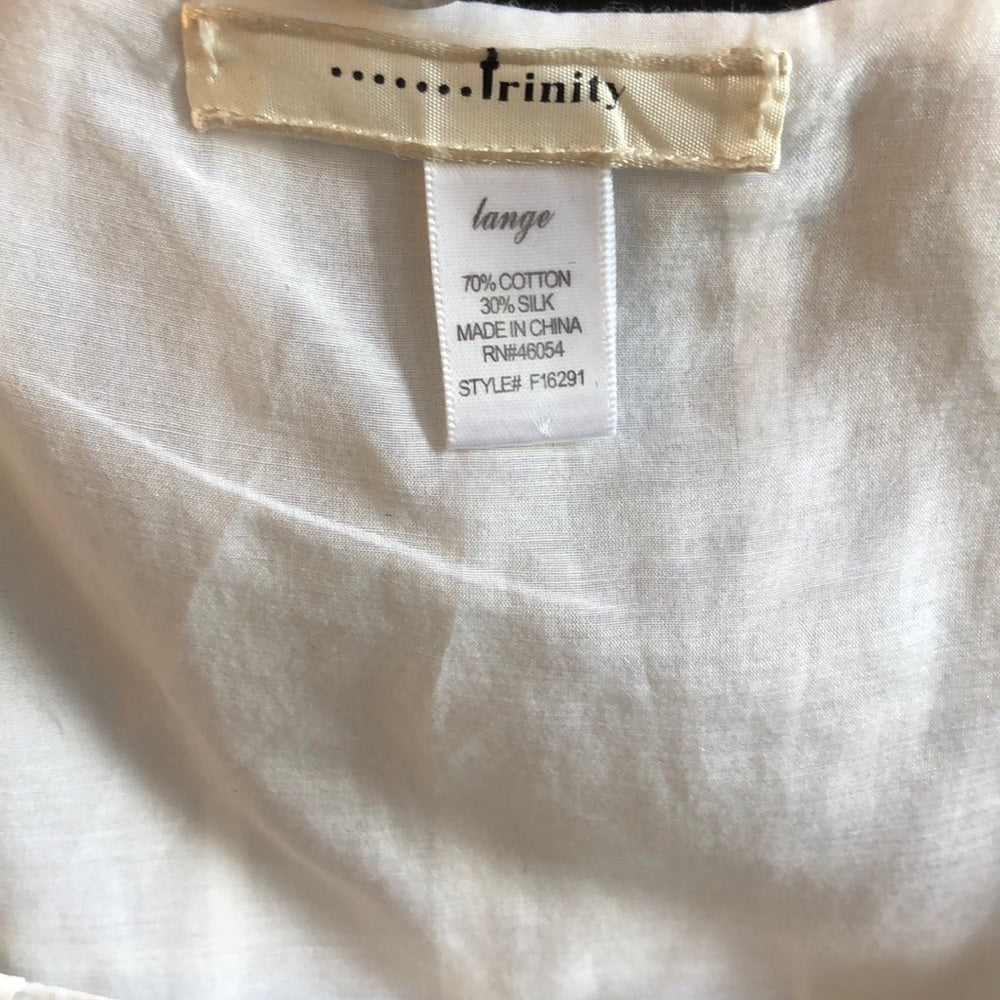 .......Trinity
lange
70% COTTON
30% SILK
MADE IN CHINA
RN#46054
STYLE# F16291